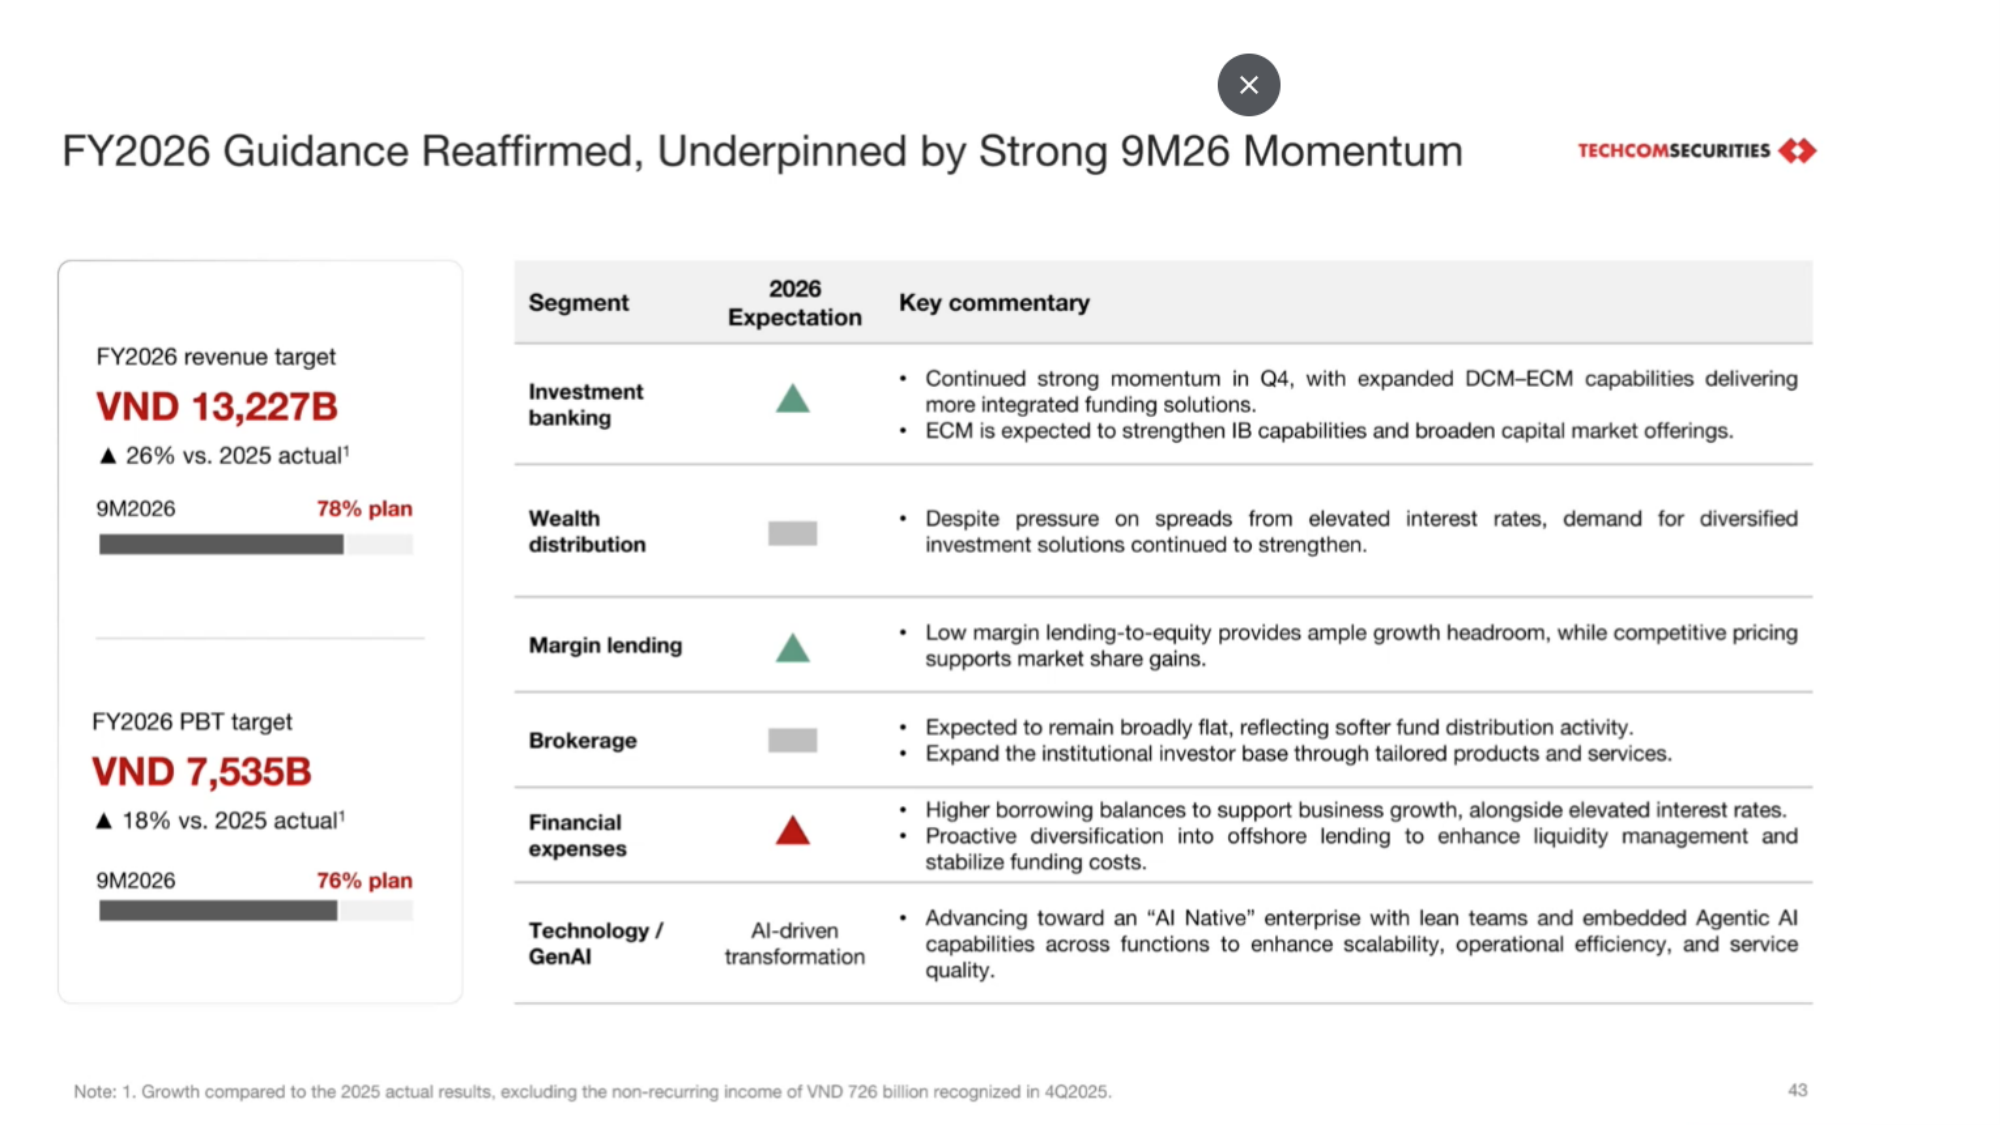 FY2026 Guidance Reaffirmed, Underpinned by Strong 9M26 Momentum
TECHCOMSECURITIES
FY2026 revenue target
VND 13,227B
▲ 26% vs. 2025 actual¹
9M2026 78% plan
FY2026 PBT target
VND 7,535B
▲ 18% vs. 2025 actual¹
9M2026 76% plan
Segment
2026
Expectation
Key commentary
Investment
banking
• Continued strong momentum in Q4, with expanded DCM–ECM capabilities delivering
more integrated funding solutions.
• ECM is expected to strengthen IB capabilities and broaden capital market offerings.
Wealth
distribution
• Despite pressure on spreads from elevated interest rates, demand for diversified
investment solutions continued to strengthen.
Margin lending
• Low margin lending-to-equity provides ample growth headroom, while competitive pricing
supports market share gains.
Brokerage
• Expected to remain broadly flat, reflecting softer fund distribution activity.
• Expand the institutional investor base through tailored products and services.
Financial
expenses
• Higher borrowing balances to support business growth, alongside elevated interest rates.
• Proactive diversification into offshore lending to enhance liquidity management and
stabilize funding costs.
Technology /
GenAI
AI-driven
transformation
• Advancing toward an “AI Native” enterprise with lean teams and embedded Agentic AI
capabilities across functions to enhance scalability, operational efficiency, and service
quality.
Note: 1. Growth compared to the 2025 actual results, excluding the non-recurring income of VND 726 billion recognized in 4Q2025.
43